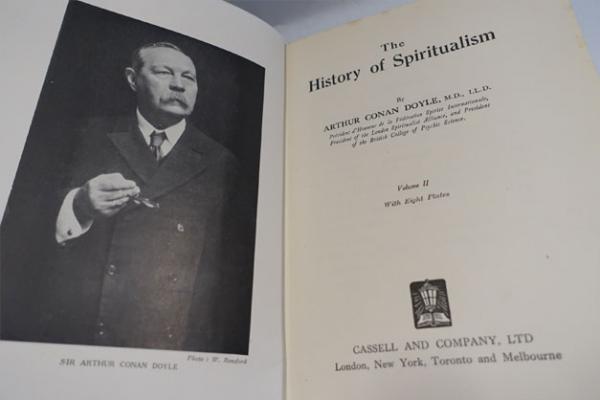 SIR ARTHUR CONAN DOYLE
Photo: W. Ransford
The
History of Spiritualism
By
ARTHUR CONAN DOYLE, M.D., LL.D.
Président d'Honneur de la Fédération Spirite Internationale,
President of the London Spiritualist Alliance, and President
of the British College of Psychic Science.
Volume II
With Eight Plates
CASSELL AND COMPANY, LTD
London, New York, Toronto and Melbourne